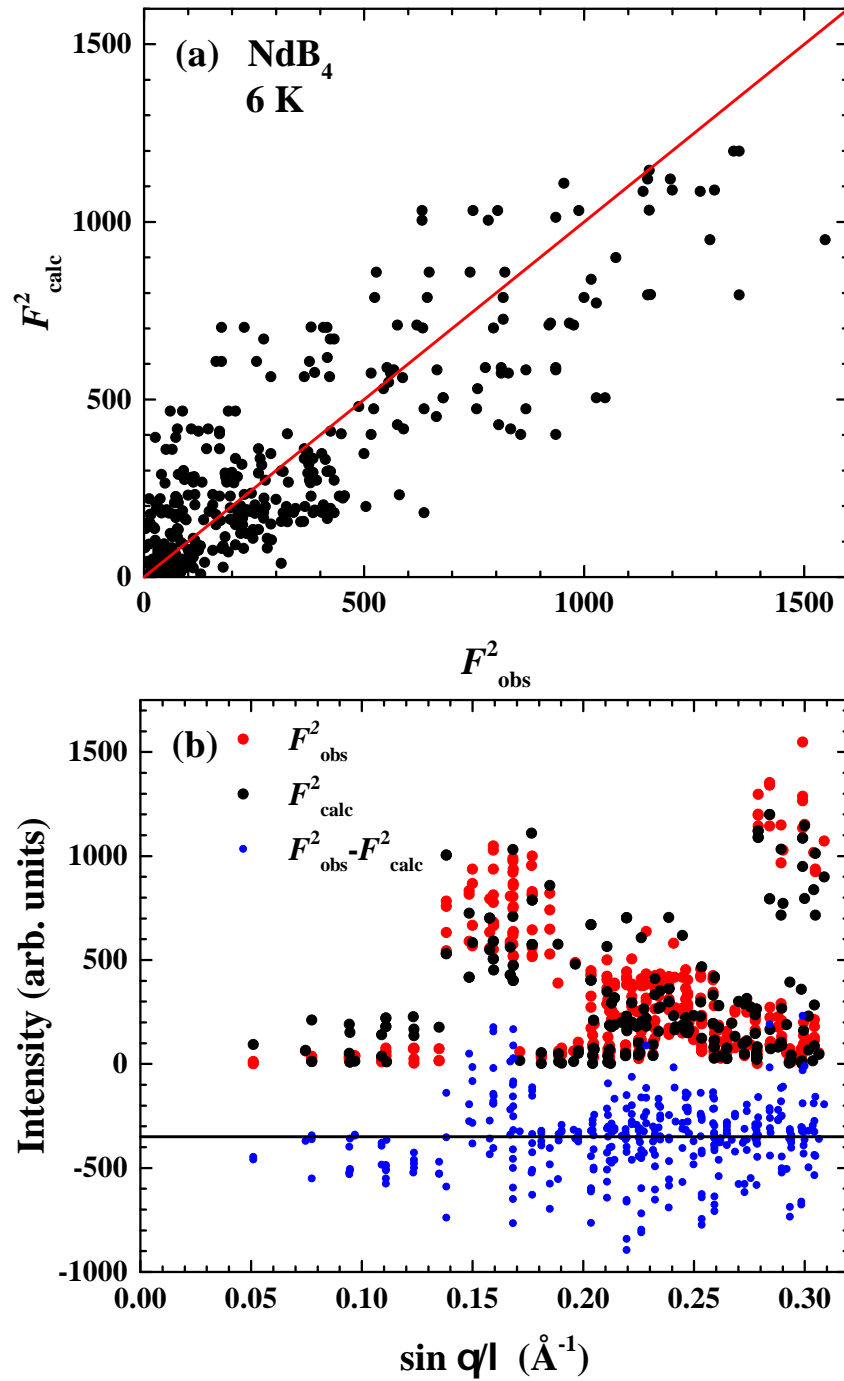 (a) NdB₄
6 K
1500
1000
500
0
F²calc
0 500 1000 1500
F²obs
(b)
F²obs
F²calc
F²obs-F²calc
1500
1000
500
0
-500
-1000
Intensity (arb. units)
0.00 0.05 0.10 0.15 0.20 0.25 0.30
sin q/l (Å⁻¹)